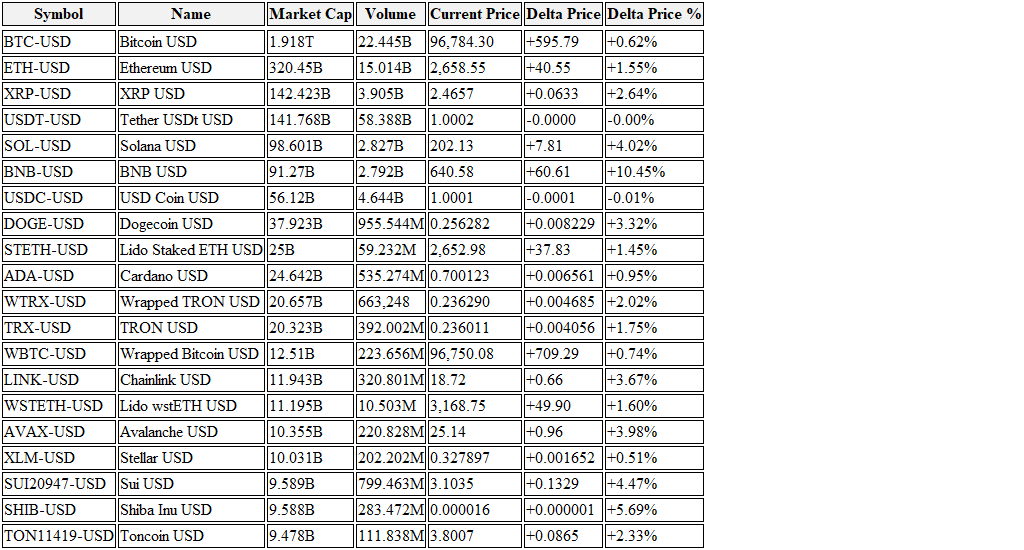 Symbol Name Market Cap Volume Current Price Delta Price Delta Price %
BTC-USD Bitcoin USD 1.918T 22.445B 96,784.30 +595.79 +0.62%
ETH-USD Ethereum USD 320.45B 15.014B 2,658.55 +40.55 +1.55%
XRP-USD XRP USD 142.423B 3.905B 2.4657 +0.0633 +2.64%
USDT-USD Tether USDt USD 141.768B 58.388B 1.0002 -0.0000 -0.00%
SOL-USD Solana USD 98.601B 2.827B 202.13 +7.81 +4.02%
BNB-USD BNB USD 91.27B 2.792B 640.58 +60.61 +10.45%
USDC-USD USD Coin USD 56.12B 4.644B 1.0001 -0.0001 -0.01%
DOGE-USD Dogecoin USD 37.923B 955.544M 0.256282 +0.008229 +3.32%
STETH-USD Lido Staked ETH USD 25B 59.232M 2,652.98 +37.83 +1.45%
ADA-USD Cardano USD 24.642B 535.274M 0.700123 +0.006561 +0.95%
WTRX-USD Wrapped TRON USD 20.657B 663,248 0.236290 +0.004685 +2.02%
TRX-USD TRON USD 20.323B 392.002M 0.236011 +0.004056 +1.75%
WBTC-USD Wrapped Bitcoin USD 12.51B 223.656M 96,750.08 +709.29 +0.74%
LINK-USD Chainlink USD 11.943B 320.801M 18.72 +0.66 +3.67%
WSTETH-USD Lido wstETH USD 11.195B 10.503M 3,168.75 +49.90 +1.60%
AVAX-USD Avalanche USD 10.355B 220.828M 25.14 +0.96 +3.98%
XLM-USD Stellar USD 10.031B 202.202M 0.327897 +0.001652 +0.51%
SUI20947-USD Sui USD 9.589B 799.463M 3.1035 +0.1329 +4.47%
SHIB-USD Shiba Inu USD 9.588B 283.472M 0.000016 +0.000001 +5.69%
TON11419-USD Toncoin USD 9.478B 111.838M 3.8007 +0.0865 +2.33%